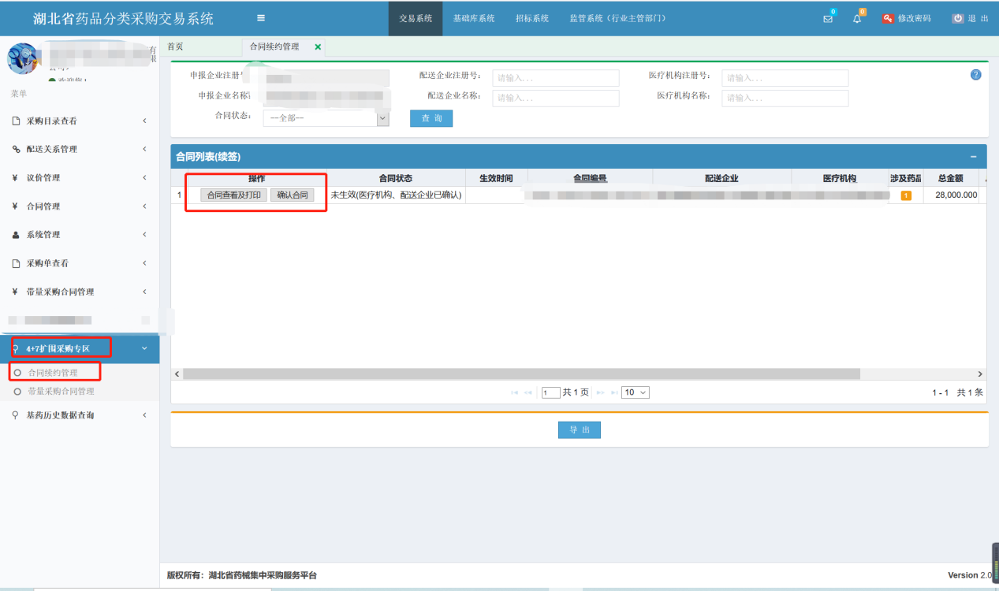 湖北省药品分类采购交易系统
交易系统
基础库系统
招标系统
监管系统（行业主管部门）
0
0
修改密码
退 出
有
限
菜单
采购目录查看
配送关系管理
¥ 议价管理
¥ 合同管理
系统管理
采购单查看
¥ 带量采购合同管理
4+7扩围采购专区
合同续约管理
带量采购合同管理
基药历史数据查询
首页
合同续约管理
申报企业注册
配送企业注册号:
请输入...
医疗机构注册号:
请输入...
?
申报企业名称:
配送企业名称:
请输入...
医疗机构名称:
请输入...
合同状态:
--全部--
查 询
合同列表(续签)
操作 合同状态 生效时间 合同编号 配送企业 医疗机构 涉及药品 总金额
1 合同查看及打印 确认合同 未生效(医疗机构、配送企业已确认) 1 28,000.000
1 共 1 页 10
1 - 1 共 1 条
导 出
版权所有: 湖北省药械集中采购服务平台
Version 2.0